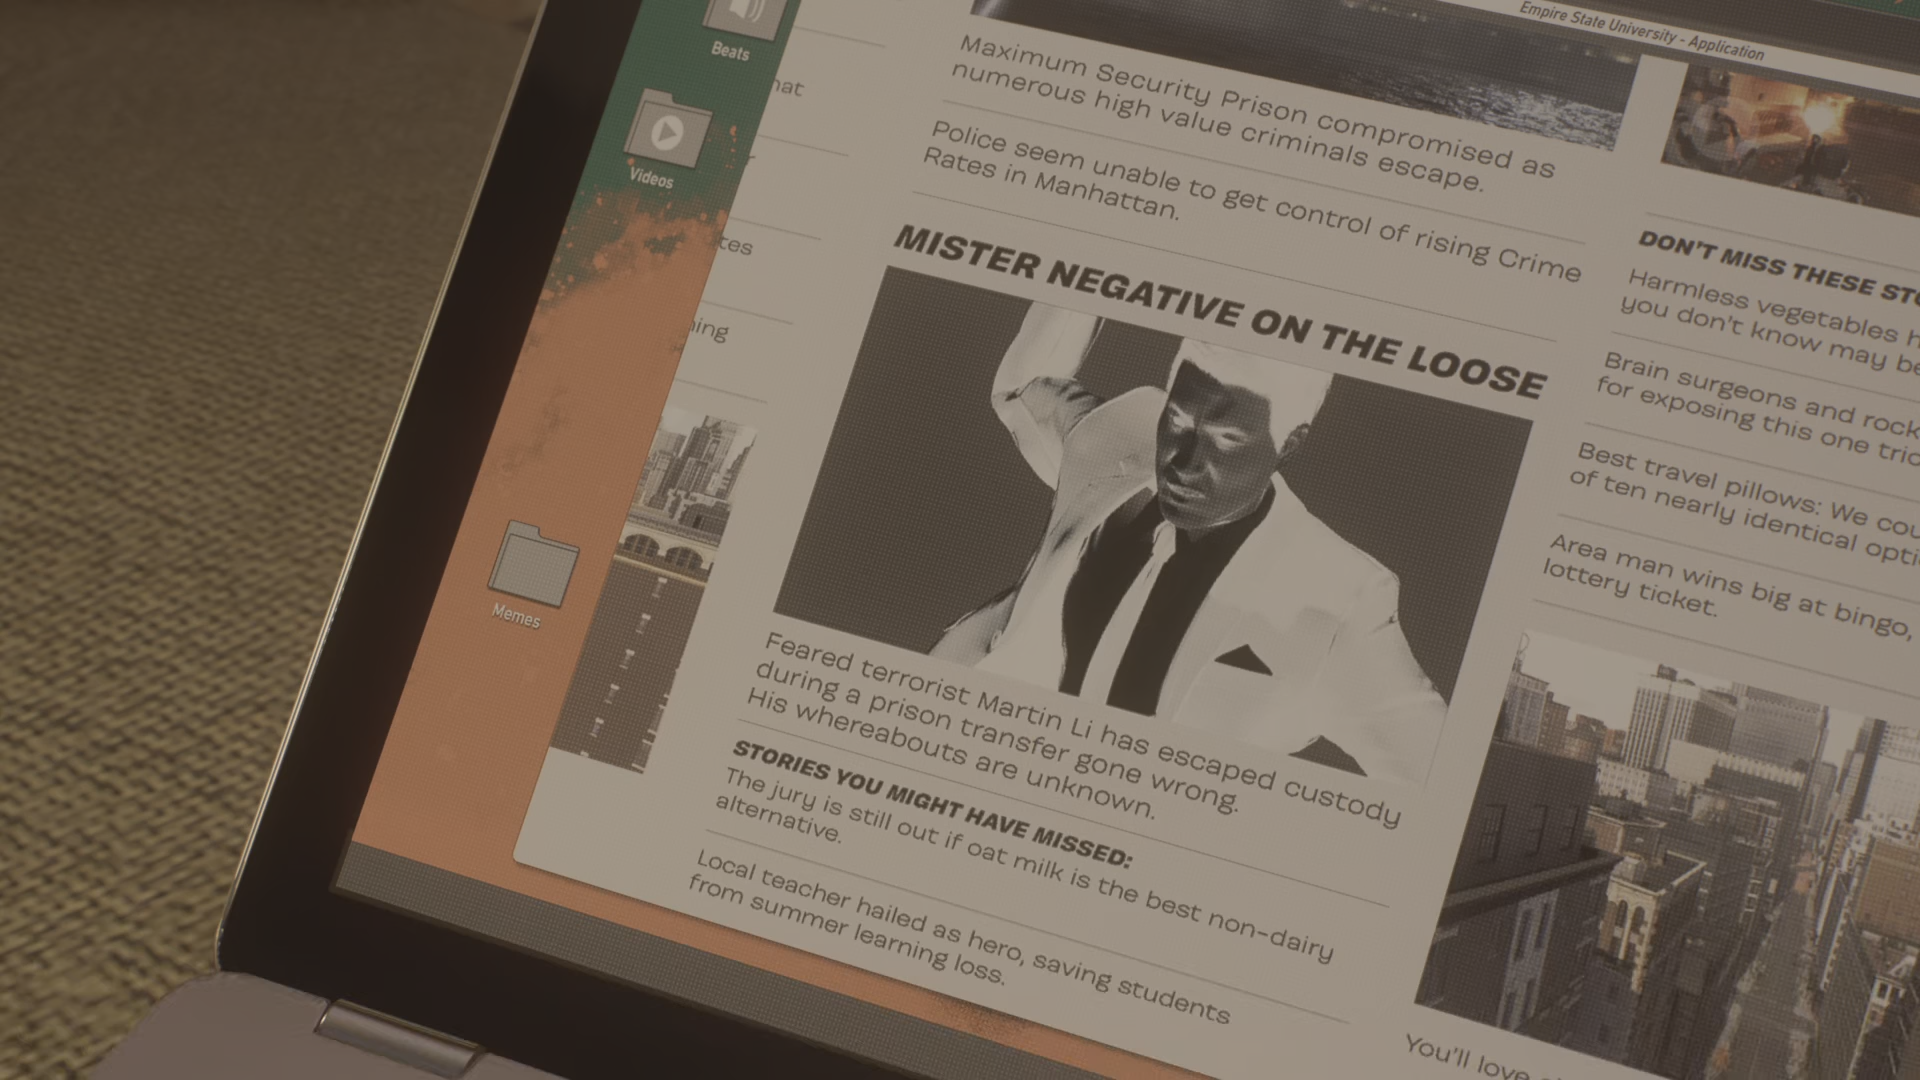 Empire State University - Application
Beats
Videos
Memes
Maximum Security Prison compromised as
numerous high value criminals escape.
Police seem unable to get control of rising Crime
Rates in Manhattan.
MISTER NEGATIVE ON THE LOOSE
Feared terrorist Martin Li has escaped custody
during a prison transfer gone wrong.
His whereabouts are unknown.
STORIES YOU MIGHT HAVE MISSED:
The jury is still out if oat milk is the best non-dairy
alternative.
Local teacher hailed as hero, saving students
from summer learning loss.
DON'T MISS THESE
Harmless vegetables
you don't know may
Brain surgeons and
for exposing this one
Best travel pillows: We
of ten nearly identical
Area man wins big at bingo,
lottery ticket.
You'll love